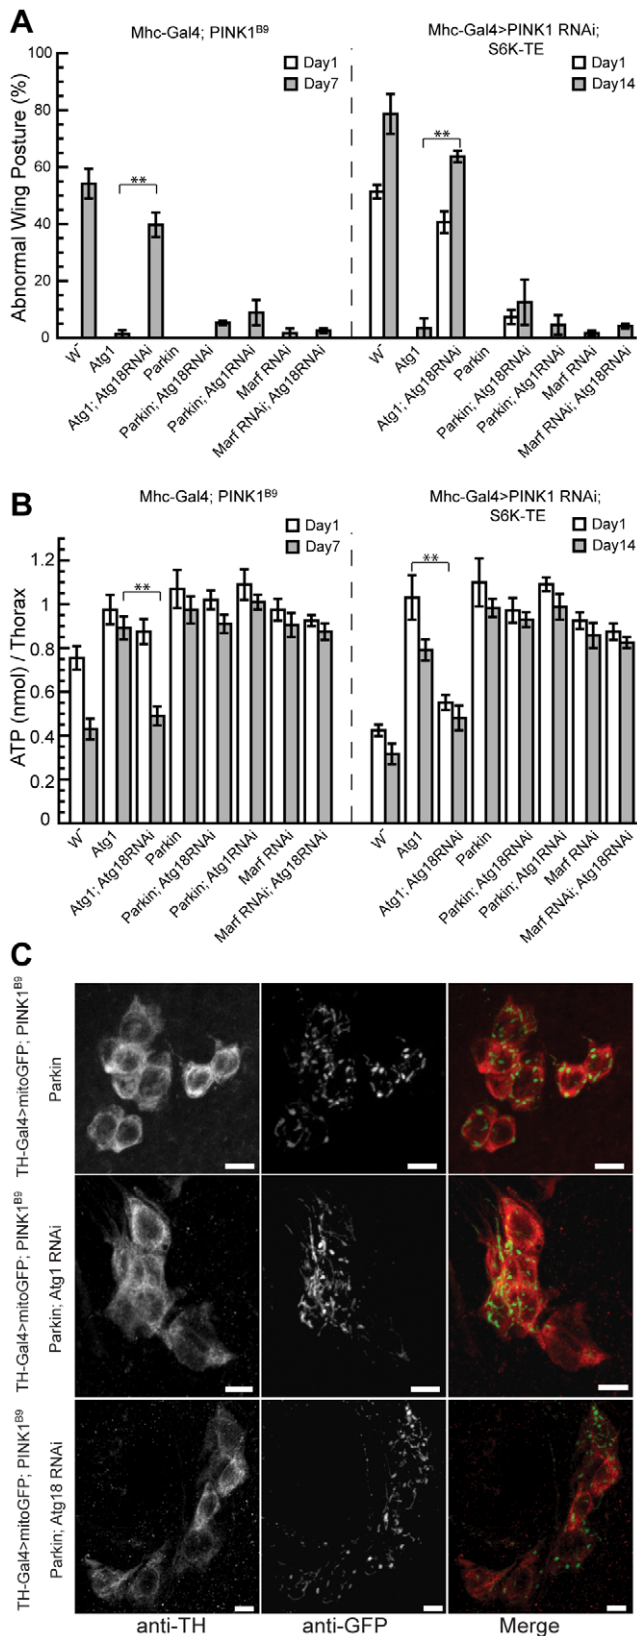 A
Mhc-Gal4; PINK1ᴮ⁹
Mhc-Gal4>PINK1 RNAi;
S6K-TE
Day1
Day7
Day1
Day14
Abnormal Wing Posture (%)
100
80
60
40
20
0
**
**
W⁻
Atg1
Atg1; Atg18RNAi
Parkin
Parkin; Atg18RNAi
Parkin; Atg1RNAi
Marf RNAi
Marf RNAi; Atg18RNAi
W⁻
Atg1
Atg1; Atg18RNAi
Parkin
Parkin; Atg18RNAi
Parkin; Atg1RNAi
Marf RNAi
Marf RNAi; Atg18RNAi
B
Mhc-Gal4; PINK1ᴮ⁹
Mhc-Gal4>PINK1 RNAi;
S6K-TE
Day1
Day7
Day1
Day14
ATP (nmol) / Thorax
1.2
1
0.8
0.6
0.4
0.2
0
**
**
W⁻
Atg1
Atg1; Atg18RNAi
Parkin
Parkin; Atg18RNAi
Parkin; Atg1RNAi
Marf RNAi
Marf RNAi; Atg18RNAi
W⁻
Atg1
Atg1; Atg18RNAi
Parkin
Parkin; Atg18RNAi
Parkin; Atg1RNAi
Marf RNAi
Marf RNAi; Atg18RNAi
C
TH-Gal4>mitoGFP; PINK1ᴮ⁹
Parkin
TH-Gal4>mitoGFP; PINK1ᴮ⁹
Parkin; Atg1 RNAi
TH-Gal4>mitoGFP; PINK1ᴮ⁹
Parkin; Atg18 RNAi
anti-TH
anti-GFP
Merge